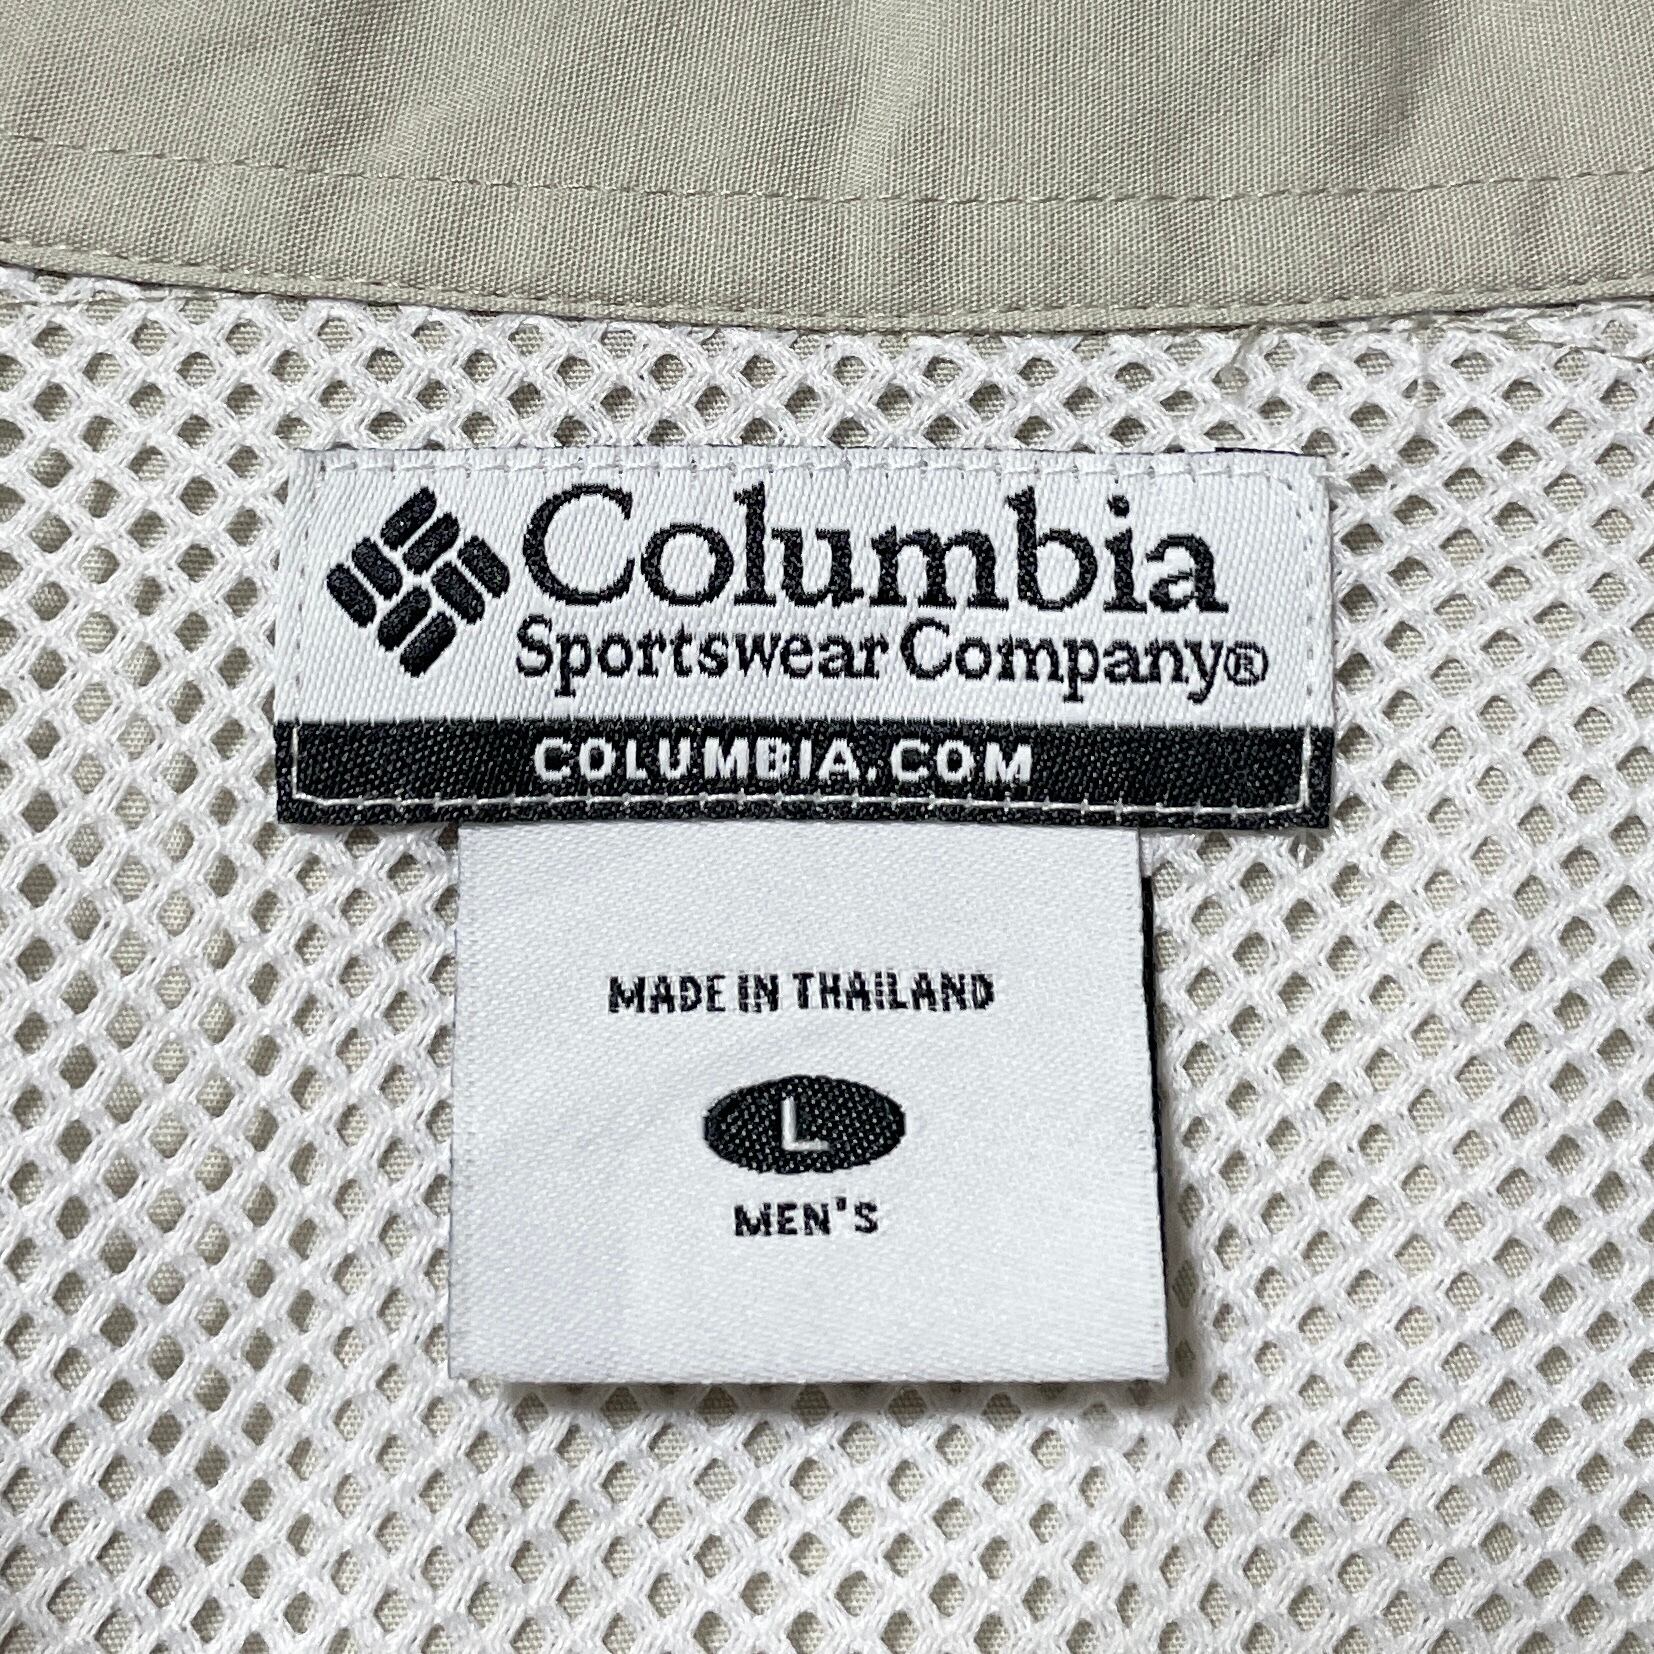 Columbia
Sportswear Company®
COLUMBIA.COM
MADE IN THAILAND
L
MEN'S